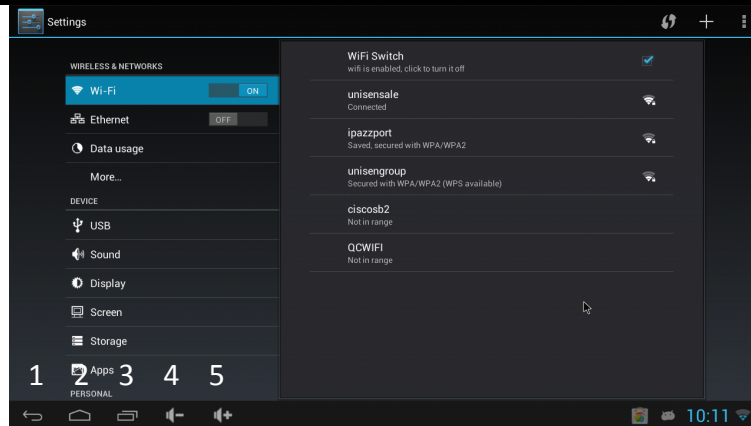 Settings
WIRELESS & NETWORKS
Wi-Fi ON
Ethernet OFF
Data usage
More...
DEVICE
USB
Sound
Display
Screen
Storage
Apps
PERSONAL
WiFi Switch
wifi is enabled, click to turn it off
unisensale
Connected
ipazzport
Saved, secured with WPA/WPA2
unisengroup
Secured with WPA/WPA2 (WPS available)
ciscosb2
Not in range
QCWIFI
Not in range
1 2 3 4 5
10:11